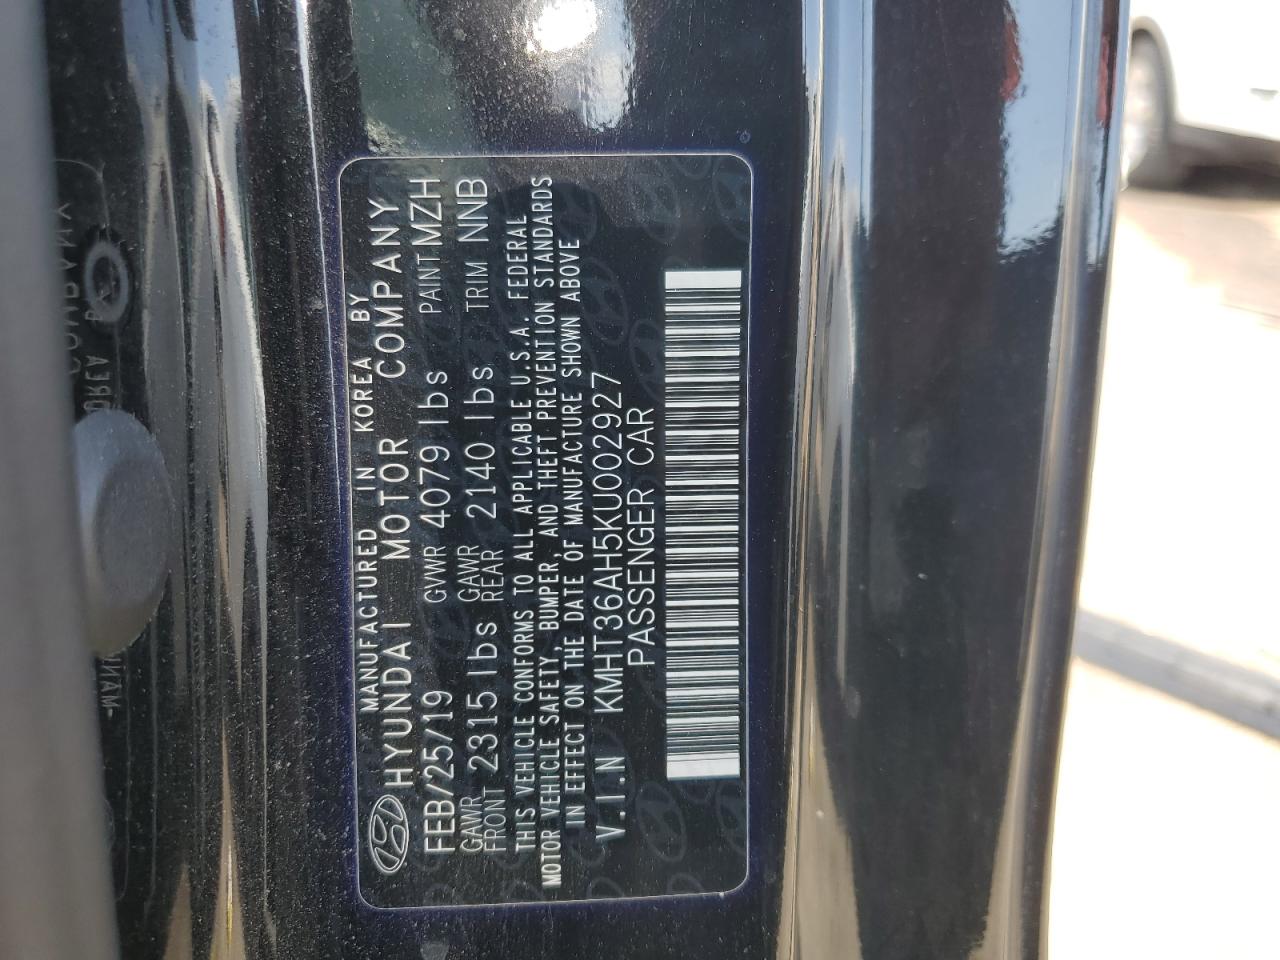 MANUFACTURED IN KOREA BY
HYUNDAI MOTOR COMPANY
FEB/25/19 GVWR 4079 lbs PAINT MZH
GAWR FRONT 2315 lbs GAWR REAR 2140 lbs TRIM NNB
THIS VEHICLE CONFORMS TO ALL APPLICABLE U.S.A. FEDERAL
MOTOR VEHICLE SAFETY, BUMPER, AND THEFT PREVENTION STANDARDS
IN EFFECT ON THE DATE OF MANUFACTURE SHOWN ABOVE
V.I.N KMHT36AH5KU002927
PASSENGER CAR